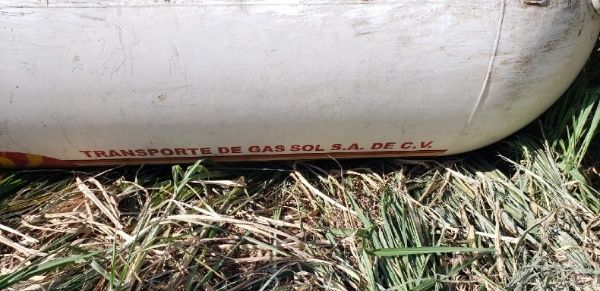 TRANSPORTE DE GAS SOL S.A. DE C.V.